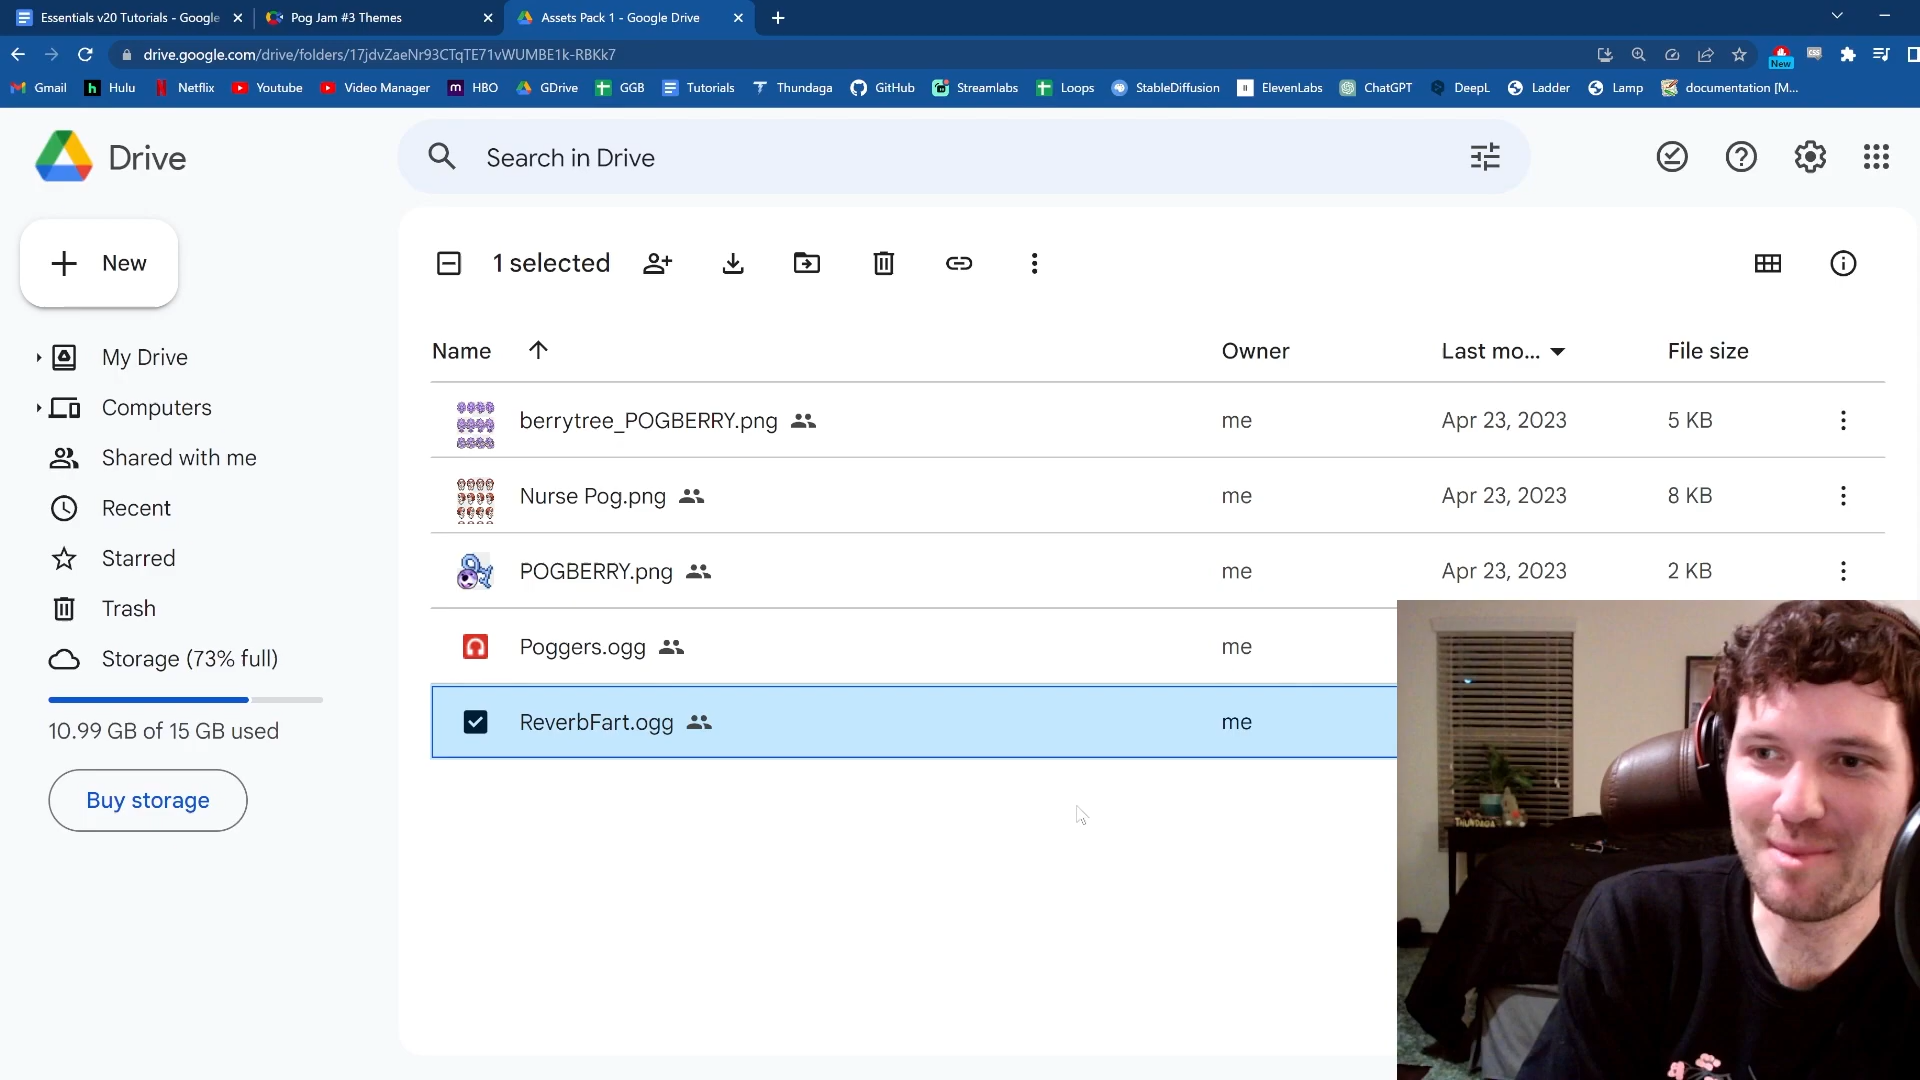 Essentials v20 Tutorials - Google
Pog Jam #3 Themes
Assets Pack 1 - Google Drive
drive.google.com/drive/folders/17jdvZaeNr93CTqTE71vWUMBE1k-RBKk7
New
CSS
Gmail
Hulu
Netflix
Youtube
Video Manager
HBO
GDrive
GGB
Tutorials
Thundaga
GitHub
Streamlabs
Loops
StableDiffusion
ElevenLabs
ChatGPT
DeepL
Ladder
Lamp
documentation [M...
Drive
Search in Drive
New
1 selected
My Drive
Computers
Shared with me
Recent
Starred
Trash
Storage (73% full)
10.99 GB of 15 GB used
Buy storage
Name Owner Last mo... File size
berrytree_POGBERRY.png me Apr 23, 2023 5 KB
Nurse Pog.png me Apr 23, 2023 8 KB
POGBERRY.png me Apr 23, 2023 2 KB
Poggers.ogg me
ReverbFart.ogg me
THUNDAGA